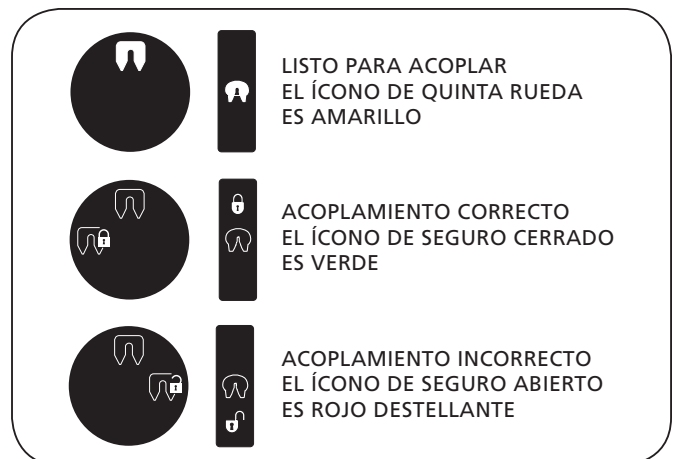 LISTO PARA ACOPLAR
EL ÍCONO DE QUINTA RUEDA
ES AMARILLO
ACOPLAMIENTO CORRECTO
EL ÍCONO DE SEGURO CERRADO
ES VERDE
ACOPLAMIENTO INCORRECTO
EL ÍCONO DE SEGURO ABIERTO
ES ROJO DESTELLANTE